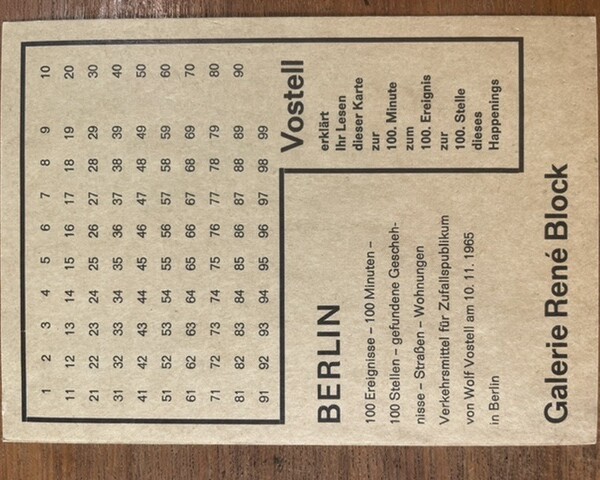 1 2 3 4 5 6 7 8 9 10
11 12 13 14 15 16 17 18 19 20
21 22 23 24 25 26 27 28 29 30
31 32 33 34 35 36 37 38 39 40
41 42 43 44 45 46 47 48 49 50
51 52 53 54 55 56 57 58 59 60
61 62 63 64 65 66 67 68 69 70
71 72 73 74 75 76 77 78 79 80
81 82 83 84 85 86 87 88 89 90
91 92 93 94 95 96 97 98 99
Vostell
erklärt
Ihr Lesen
dieser Karte
zur
100. Minute
zum
100. Ereignis
zur
100. Stelle
dieses
Happenings
BERLIN
100 Ereignisse – 100 Minuten –
100 Stellen – gefundene Gescheh-
nisse – Straßen – Wohnungen
Verkehrsmittel für Zufallspublikum
von Wolf Vostell am 10. 11. 1965
in Berlin
Galerie René Block